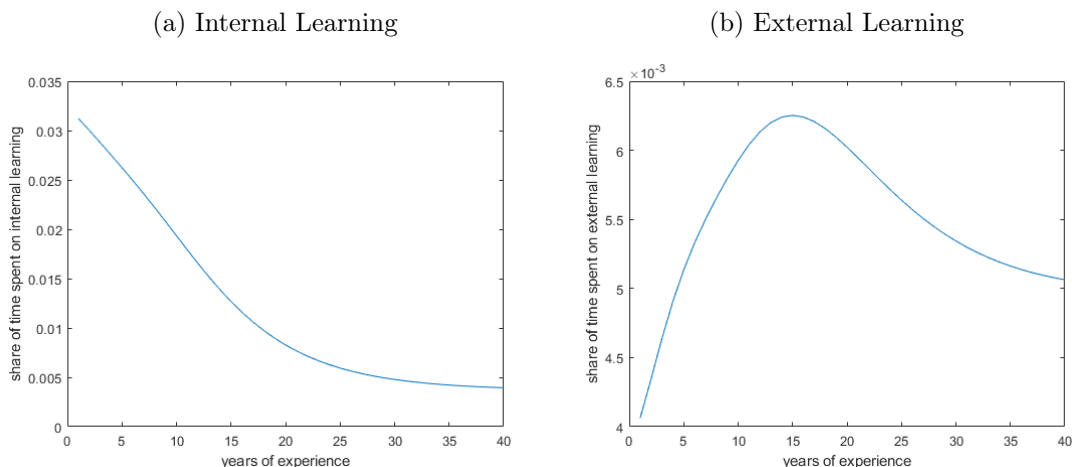 (a) Internal Learning
0.035
0.03
0.025
0.02
0.015
0.01
0.005
0
0 5 10 15 20 25 30 35 40
share of time spent on internal learning
years of experience
(b) External Learning
×10⁻³
6.5
6
5.5
5
4.5
4
0 5 10 15 20 25 30 35 40
share of time spent on external learning
years of experience